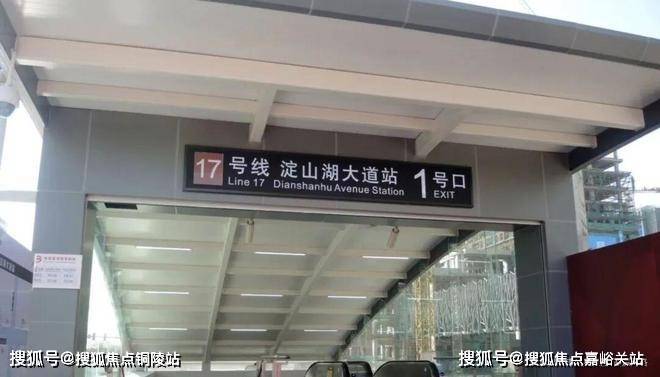 17 号线 淀山湖大道站 1 号口
Line 17 Dianshanhu Avenue Station EXIT
搜狐号@搜狐焦点铜陵站
搜狐号@搜狐焦点嘉峪关站